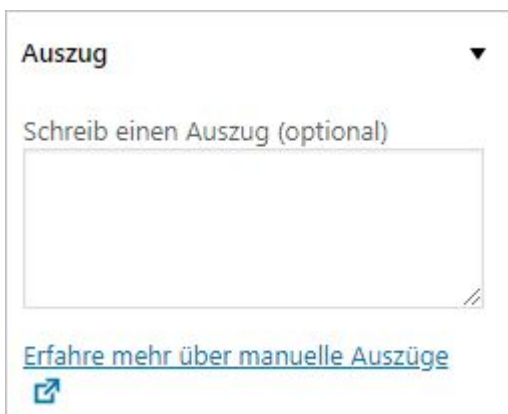 Auszug
Schreib einen Auszug (optional)
Erfahre mehr über manuelle Auszüge